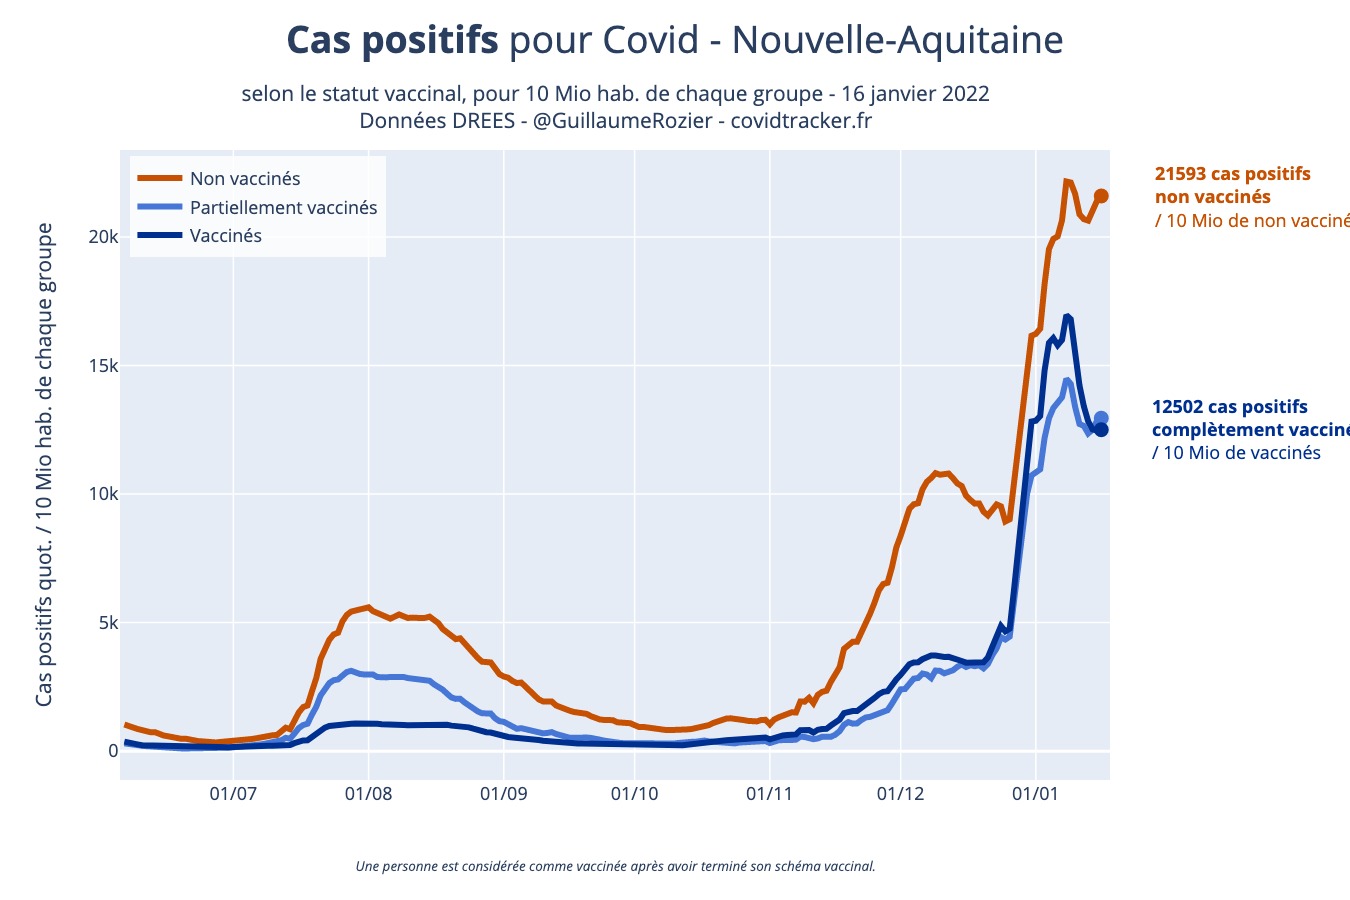 Cas positifs pour Covid - Nouvelle-Aquitaine
selon le statut vaccinal, pour 10 Mio hab. de chaque groupe - 16 janvier 2022
Données DREES - @GuillaumeRozier - covidtracker.fr
Non vaccinés
Partiellement vaccinés
Vaccinés
21593 cas positifs
non vaccinés
/ 10 Mio de non vacciné
12502 cas positifs
complètement vacciné
/ 10 Mio de vaccinés
Cas positifs quot. / 10 Mio hab. de chaque groupe
20k
15k
10k
5k
0
01/07 01/08 01/09 01/10 01/11 01/12 01/01
Une personne est considérée comme vaccinée après avoir terminé son schéma vaccinal.